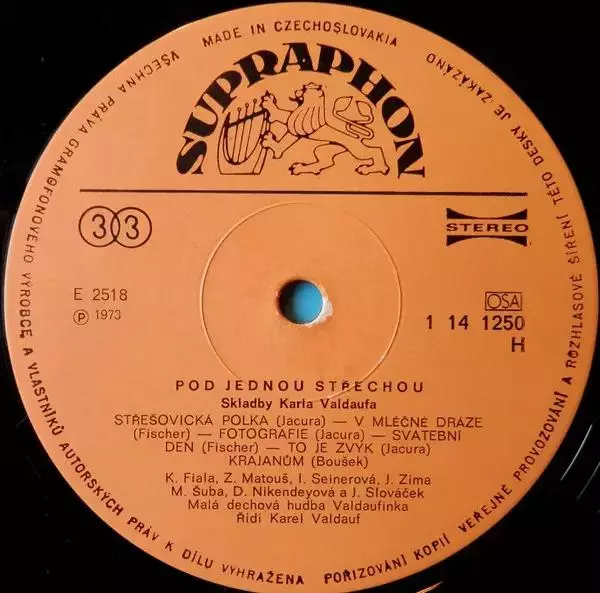 MADE IN CZECHOSLOVAKIA
SUPRAPHON
33
STEREO
E 2518
Ⓟ 1973
OSA
1 14 1250
H
POD JEDNOU STŘECHOU
Skladby Karla Valdaufa
STŘEŠOVICKÁ POLKA (Jacura) — V MLÉČNÉ DRÁZE
(Fischer) — FOTOGRAFIE (Jacura) — SVATEBNÍ
DEN (Fischer) — TO JE ZVYK (Jacura)
KRAJANŮM (Boušek)
K. Fiala, Z. Matouš, I. Seinerová, J. Zima
M. Šuba, D. Nikendeyová a J. Slováček
Malá dechová hudba Valdaufinka
Řídí Karel Valdauf
VŠECHNA PRÁVA GRAMOFONOVÉHO VÝROBCE A VLASTNÍKŮ AUTORSKÝCH PRÁV K DÍLU VYHRAŽENA
POŘIZOVÁNÍ KOPIÍ VEŘEJNÉ PROVOZOVÁNÍ A ROZHLASOVÉ ŠÍŘENÍ TÉTO DESKY JE ZAKÁZÁNO